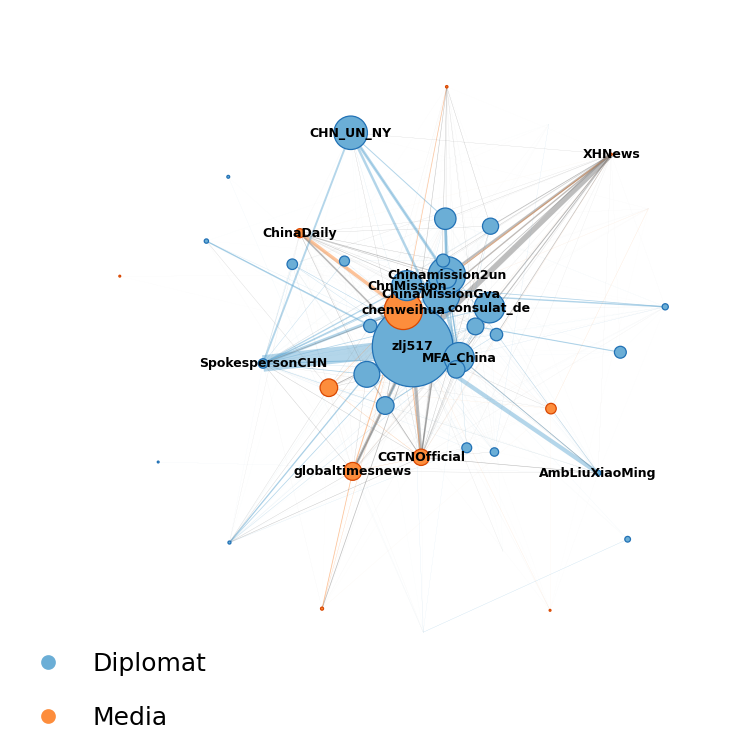 CHN_UN_NY
XHNews
ChinaDaily
Chinamission2un
ChnMission
ChinaMissionGva
chenweihua
consulat_de
zlj517
MFA_China
SpokespersonCHN
CGTNOfficial
globaltimesnews
AmbLiuXiaoMing
Diplomat
Media